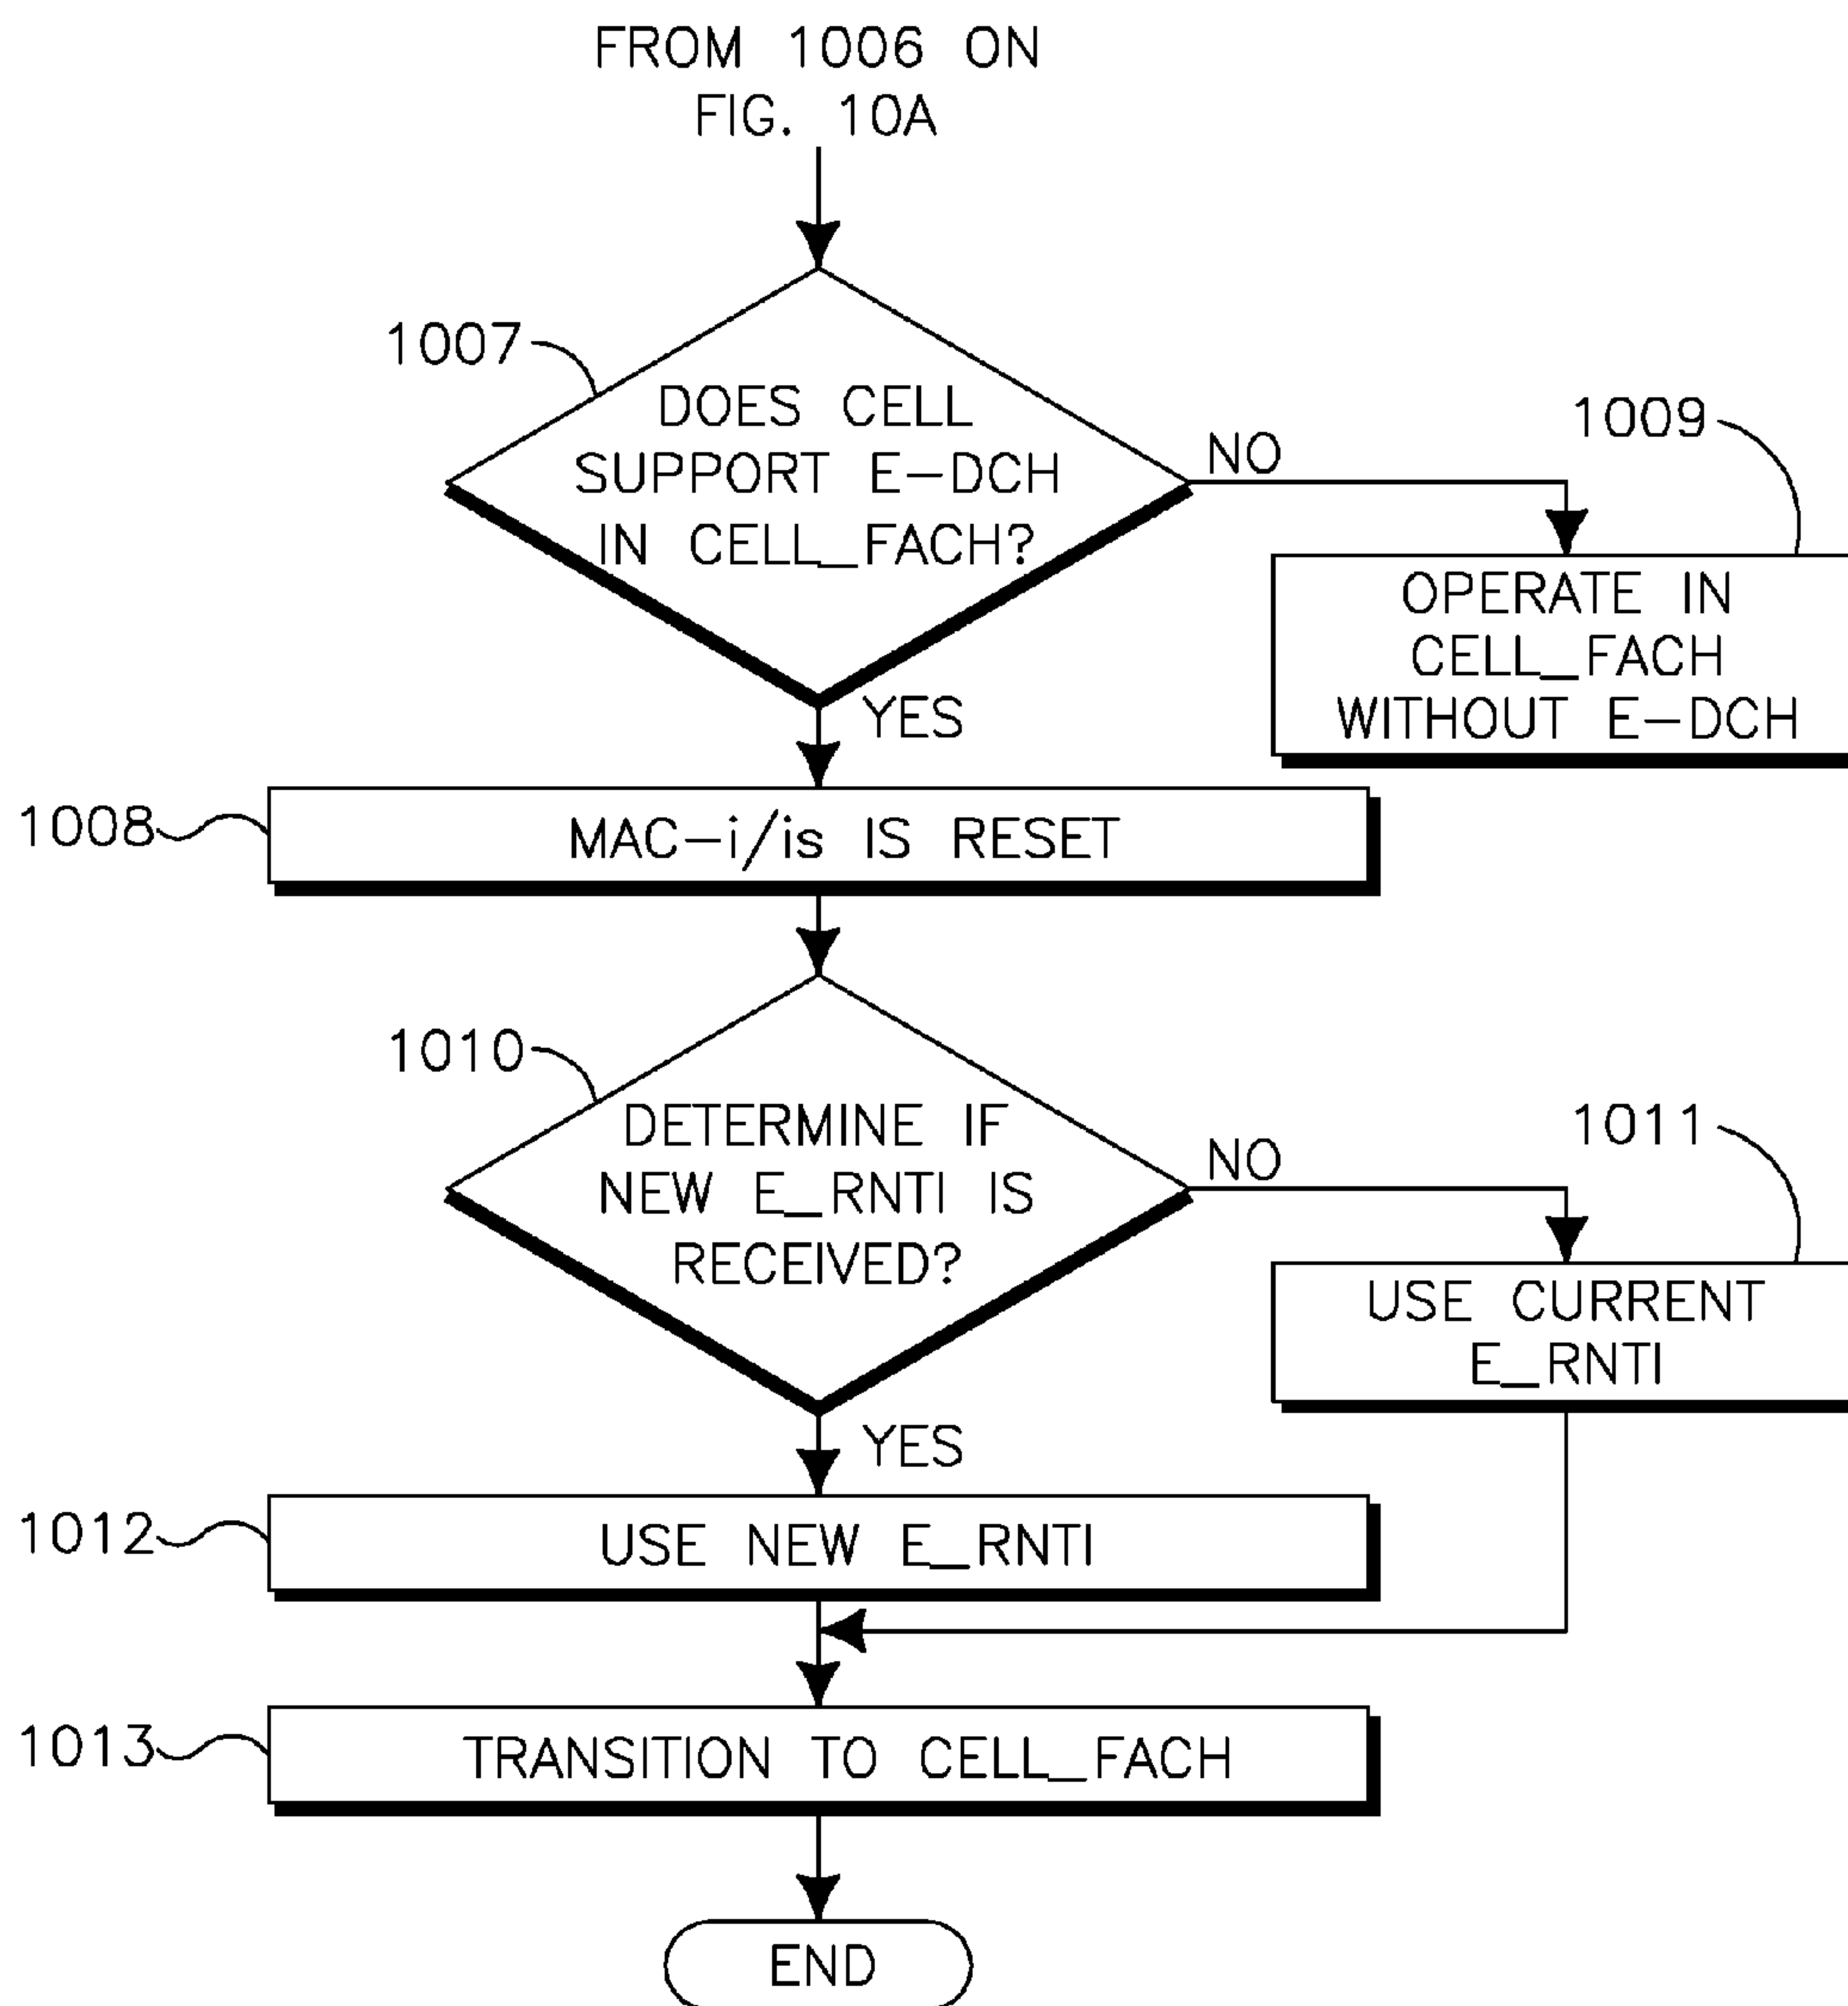 FROM 1006 ON
FIG. 10A
1007
DOES CELL
SUPPORT E-DCH
IN CELL_FACH?
NO
1009
OPERATE IN
CELL_FACH
WITHOUT E-DCH
YES
1008
MAC-i/is IS RESET
1010
DETERMINE IF
NEW E_RNTI IS
RECEIVED?
NO
1011
USE CURRENT
E_RNTI
YES
1012
USE NEW E_RNTI
1013
TRANSITION TO CELL_FACH
END